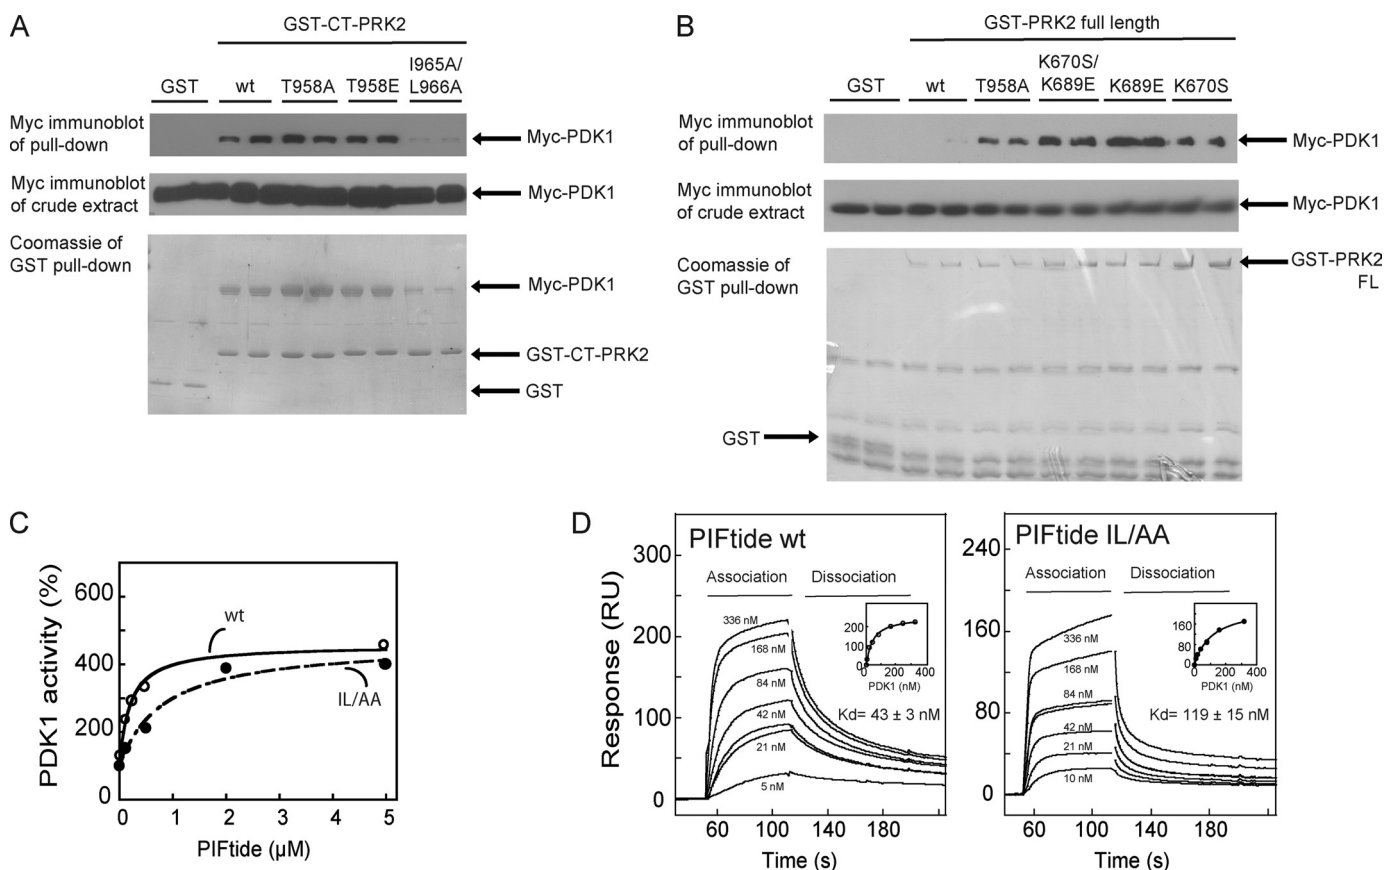 A
GST-CT-PRK2
I965A/
GST wt T958A T958E L966A
Myc immunoblot
of pull-down
Myc-PDK1
Myc immunoblot
of crude extract
Myc-PDK1
Coomassie of
GST pull-down
Myc-PDK1
GST-CT-PRK2
GST
B
GST-PRK2 full length
K670S/
GST wt T958A K689E K689E K670S
Myc immunoblot
of pull-down
Myc-PDK1
Myc immunoblot
of crude extract
Myc-PDK1
Coomassie of
GST pull-down
GST-PRK2
FL
GST
C
PDK1 activity (%)
600
400
200
0
wt
IL/AA
0 1 2 3 4 5
PIFtide (µM)
D
Response (RU)
300
200
100
0
PIFtide wt
Association Dissociation
336 nM
168 nM
84 nM
42 nM
21 nM
5 nM
200
100
0
0 200 400
PDK1 (nM)
Kd= 43 ± 3 nM
60 100 140 180
Time (s)
240
160
80
0
PIFtide IL/AA
Association Dissociation
336 nM
168 nM
84 nM
42 nM
21 nM
10 nM
160
80
0
0 200 400
PDK1 (nM)
Kd= 119 ± 15 nM
60 100 140 180
Time (s)